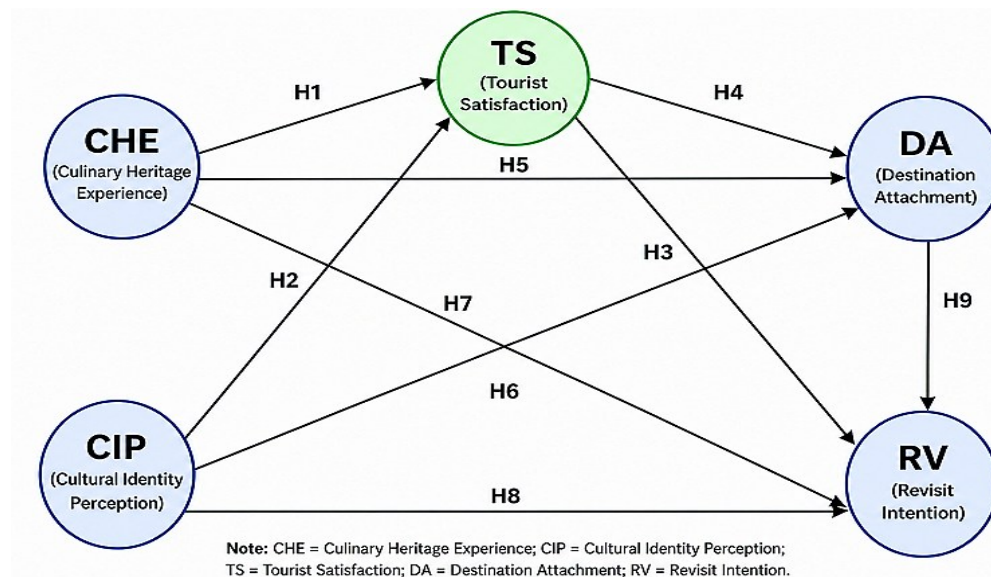 TS
(Tourist
Satisfaction)
H1
H4
CHE
(Culinary Heritage
Experience)
DA
(Destination
Attachment)
H5
H2
H3
H7
H9
H6
CIP
(Cultural Identity
Perception)
RV
(Revisit
Intention)
H8
Note: CHE = Culinary Heritage Experience; CIP = Cultural Identity Perception;
TS = Tourist Satisfaction; DA = Destination Attachment; RV = Revisit Intention.